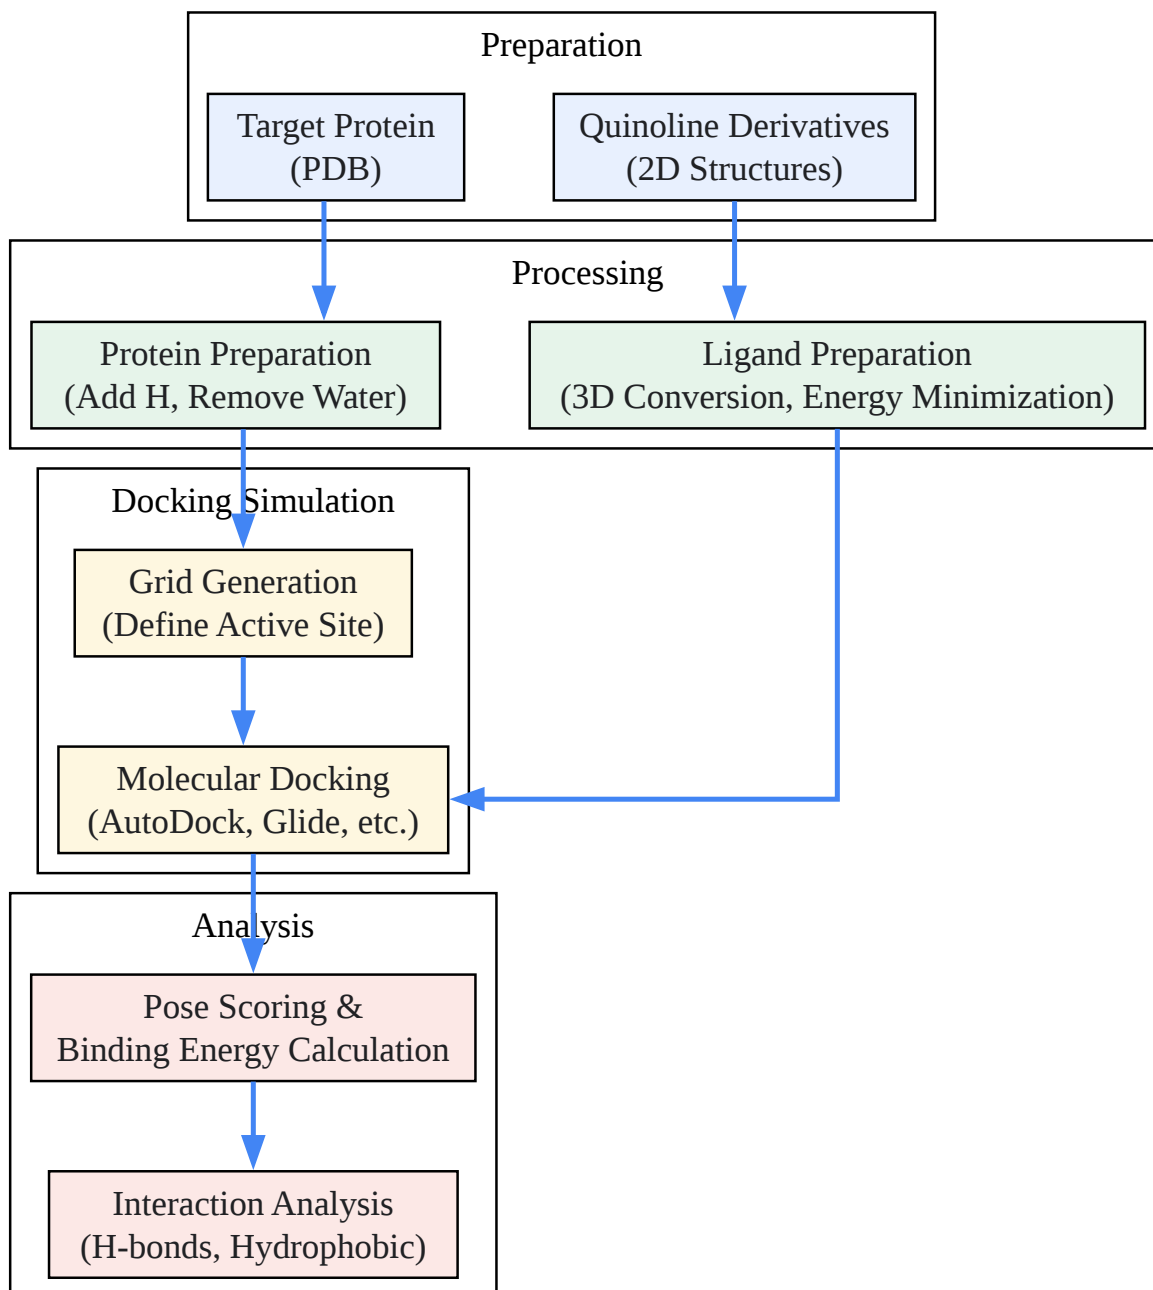 Preparation
Target Protein
(PDB)
Quinoline Derivatives
(2D Structures)
Processing
Protein Preparation
(Add H, Remove Water)
Ligand Preparation
(3D Conversion, Energy Minimization)
Docking Simulation
Grid Generation
(Define Active Site)
Molecular Docking
(AutoDock, Glide, etc.)
Analysis
Pose Scoring &
Binding Energy Calculation
Interaction Analysis
(H-bonds, Hydrophobic)